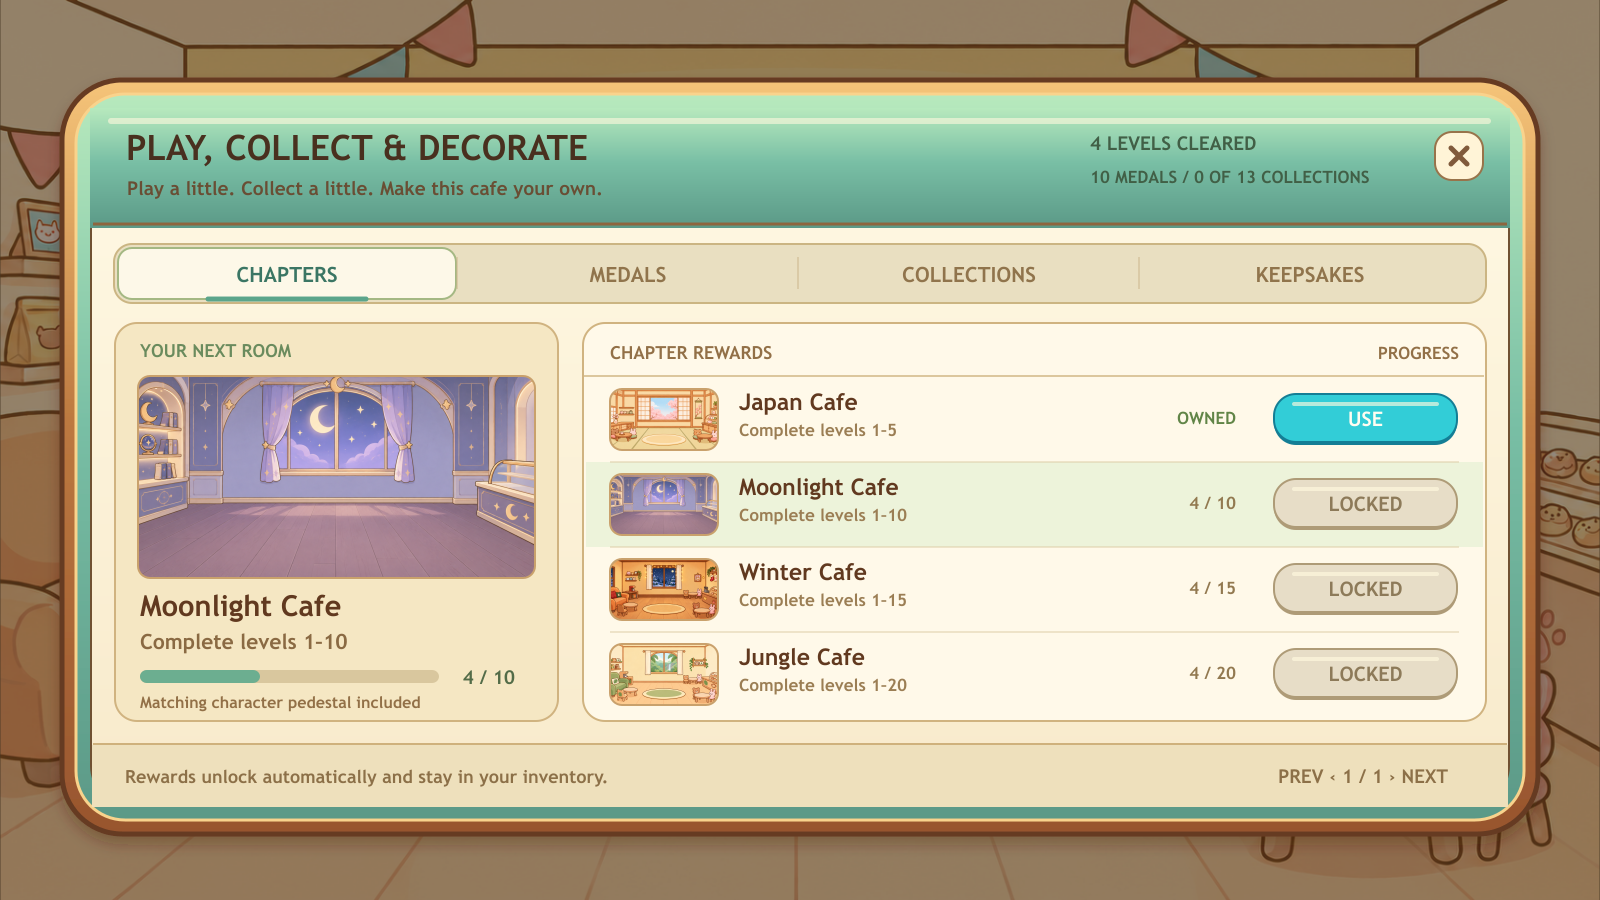 PLAY, COLLECT & DECORATE
Play a little. Collect a little. Make this cafe your own.
4 LEVELS CLEARED
10 MEDALS / 0 OF 13 COLLECTIONS
CHAPTERS
MEDALS
COLLECTIONS
KEEPSAKES
YOUR NEXT ROOM
Moonlight Cafe
Complete levels 1-10
4 / 10
Matching character pedestal included
CHAPTER REWARDS
PROGRESS
Japan Cafe
Complete levels 1-5
OWNED
USE
Moonlight Cafe
Complete levels 1-10
4 / 10
LOCKED
Winter Cafe
Complete levels 1-15
4 / 15
LOCKED
Jungle Cafe
Complete levels 1-20
4 / 20
LOCKED
Rewards unlock automatically and stay in your inventory.
PREV ‹ 1 / 1 › NEXT